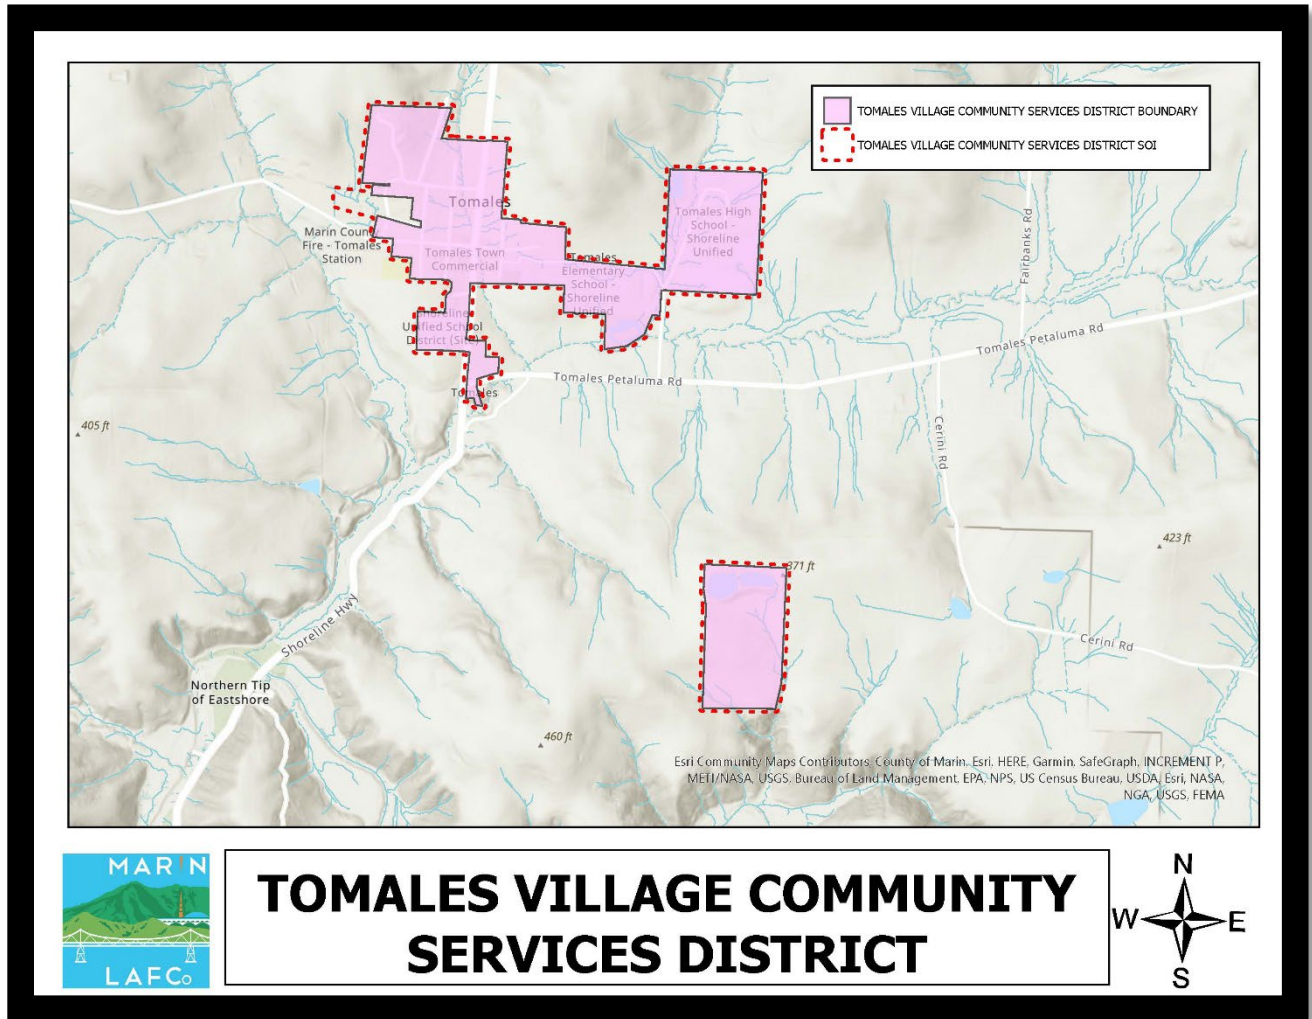 TOMALES VILLAGE COMMUNITY SERVICES DISTRICT BOUNDARY
TOMALES VILLAGE COMMUNITY SERVICES DISTRICT SOI
Tomales
Tomales High
School -
Shoreline
Unified
Marin County
Fire - Tomales
Station
Tomales Town
Commercial
Tomales
Elementary
School -
Shoreline
Unified
Shoreline
Unified School
District (Site)
Fairbanks Rd
Tomales Petaluma Rd
Tomales Petaluma Rd
Tomales
405 ft
Cerini Rd
423 ft
371 ft
Shoreline Hwy
Cerini Rd
Northern Tip
of Eastshore
460 ft
Esri Community Maps Contributors, County of Marin, Esri, HERE, Garmin, SafeGraph, INCREMENT P,
METI/NASA, USGS, Bureau of Land Management, EPA, NPS, US Census Bureau, USDA, Esri, NASA,
NGA, USGS, FEMA
MARIN
LAFCo
TOMALES VILLAGE COMMUNITY
SERVICES DISTRICT
N
W E
S